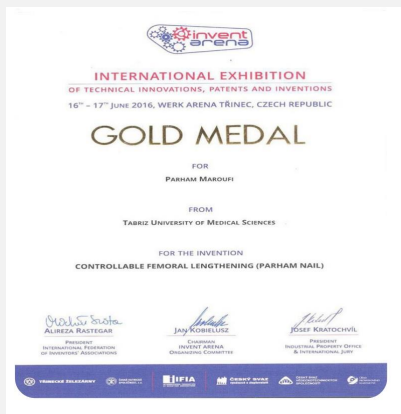 invent
arena
INTERNATIONAL EXHIBITION
OF TECHNICAL INNOVATIONS, PATENTS AND INVENTIONS
16TH – 17TH JUNE 2016, WERK ARENA TŘINEC, CZECH REPUBLIC
GOLD MEDAL
FOR
PARHAM MAROUFI
FROM
TABRIZ UNIVERSITY OF MEDICAL SCIENCES
FOR THE INVENTION
CONTROLLABLE FEMORAL LENGTHENING (PARHAM NAIL)
ALIREZA RASTEGAR
PRESIDENT
INTERNATIONAL FEDERATION
OF INVENTORS' ASSOCIATIONS
JAN KOBIELUSZ
CHAIRMAN
INVENT ARENA
ORGANIZING COMMITTEE
JOSEF KRATOCHVÍL
PRESIDENT
INDUSTRIAL PROPERTY OFFICE
& INTERNATIONAL JURY
TŘINECKÉ ŽELEZÁRNY
IFIA
ČESKÝ SVAZ